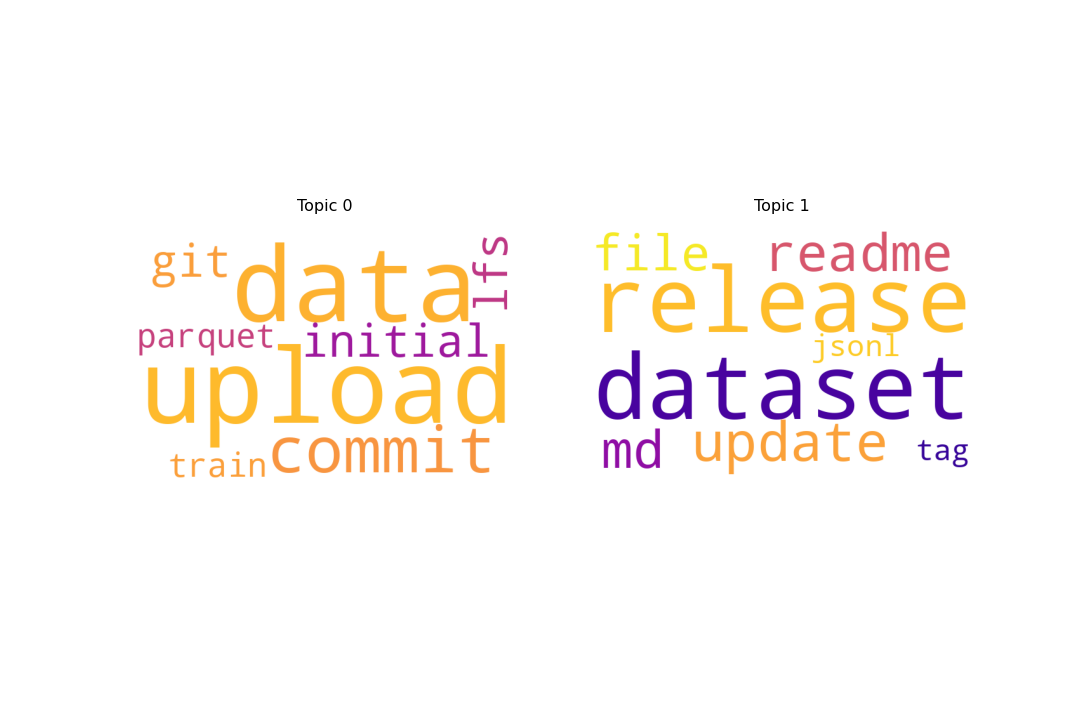 Topic 0
git
data
lfs
parquet
initial
upload
train
commit
Topic 1
file
readme
release
jsonl
dataset
md
update
tag